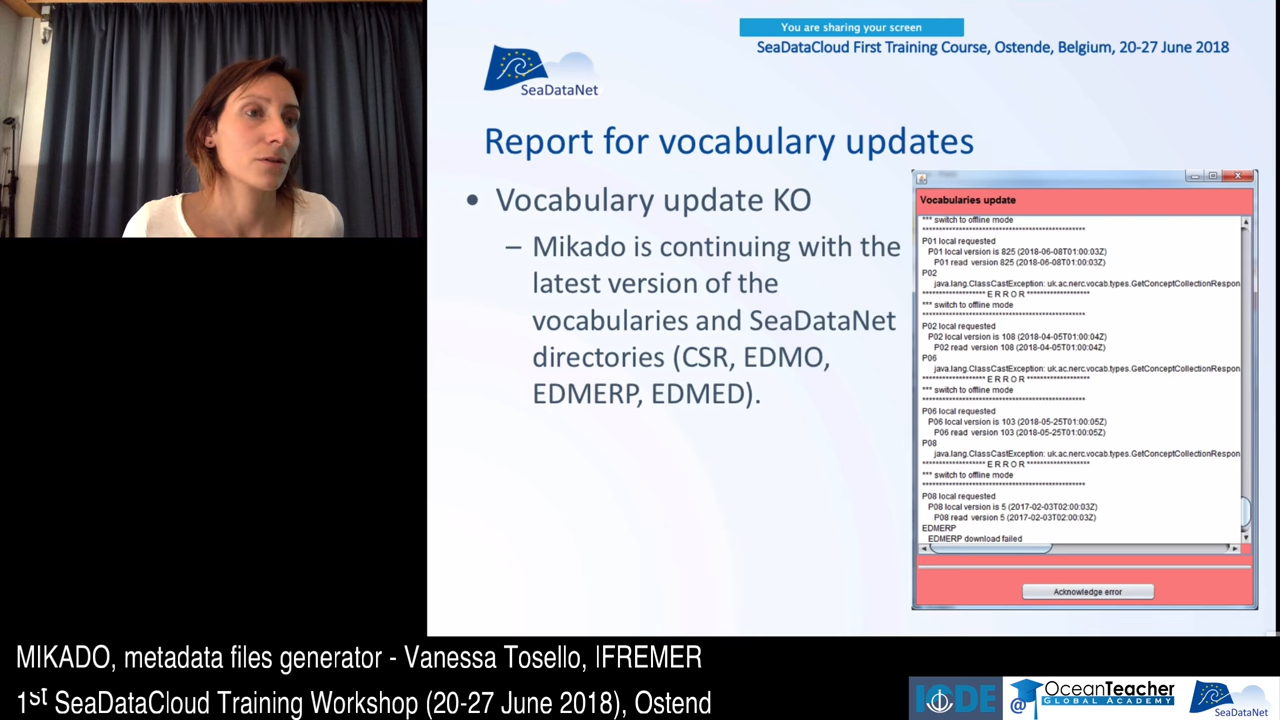 You are sharing your screen
SeaDataCloud First Training Course, Ostende, Belgium, 20-27 June 2018
SeaDataNet
Report for vocabulary updates
• Vocabulary update KO
– Mikado is continuing with the
latest version of the
vocabularies and SeaDataNet
directories (CSR, EDMO,
EDMERP, EDMED).
Vocabularies update
*** switch to offline mode
**************************************************
P01 local requested
P01 local version is 825 (2018-06-08T01:00:03Z)
P01 read version 825 (2018-06-08T01:00:03Z)
P02
java.lang.ClassCastException: uk.ac.nerc.vocab.types.GetConceptCollectionRespon
******************* E R R O R *******************
*** switch to offline mode
**************************************************
P02 local requested
P02 local version is 108 (2018-04-05T01:00:04Z)
P02 read version 108 (2018-04-05T01:00:04Z)
P06
java.lang.ClassCastException: uk.ac.nerc.vocab.types.GetConceptCollectionRespon
******************* E R R O R *******************
*** switch to offline mode
**************************************************
P06 local requested
P06 local version is 103 (2018-05-25T01:00:05Z)
P06 read version 103 (2018-05-25T01:00:05Z)
P08
java.lang.ClassCastException: uk.ac.nerc.vocab.types.GetConceptCollectionRespon
******************* E R R O R *******************
*** switch to offline mode
**************************************************
P08 local requested
P08 local version is 5 (2017-02-03T02:00:03Z)
P08 read version 5 (2017-02-03T02:00:03Z)
EDMERP
EDMERP download failed
Acknowledge error
MIKADO, metadata files generator - Vanessa Tosello, IFREMER
1st SeaDataCloud Training Workshop (20-27 June 2018), Ostend
IODE
@ OceanTeacher
GLOBAL ACADEMY
SeaDataNet